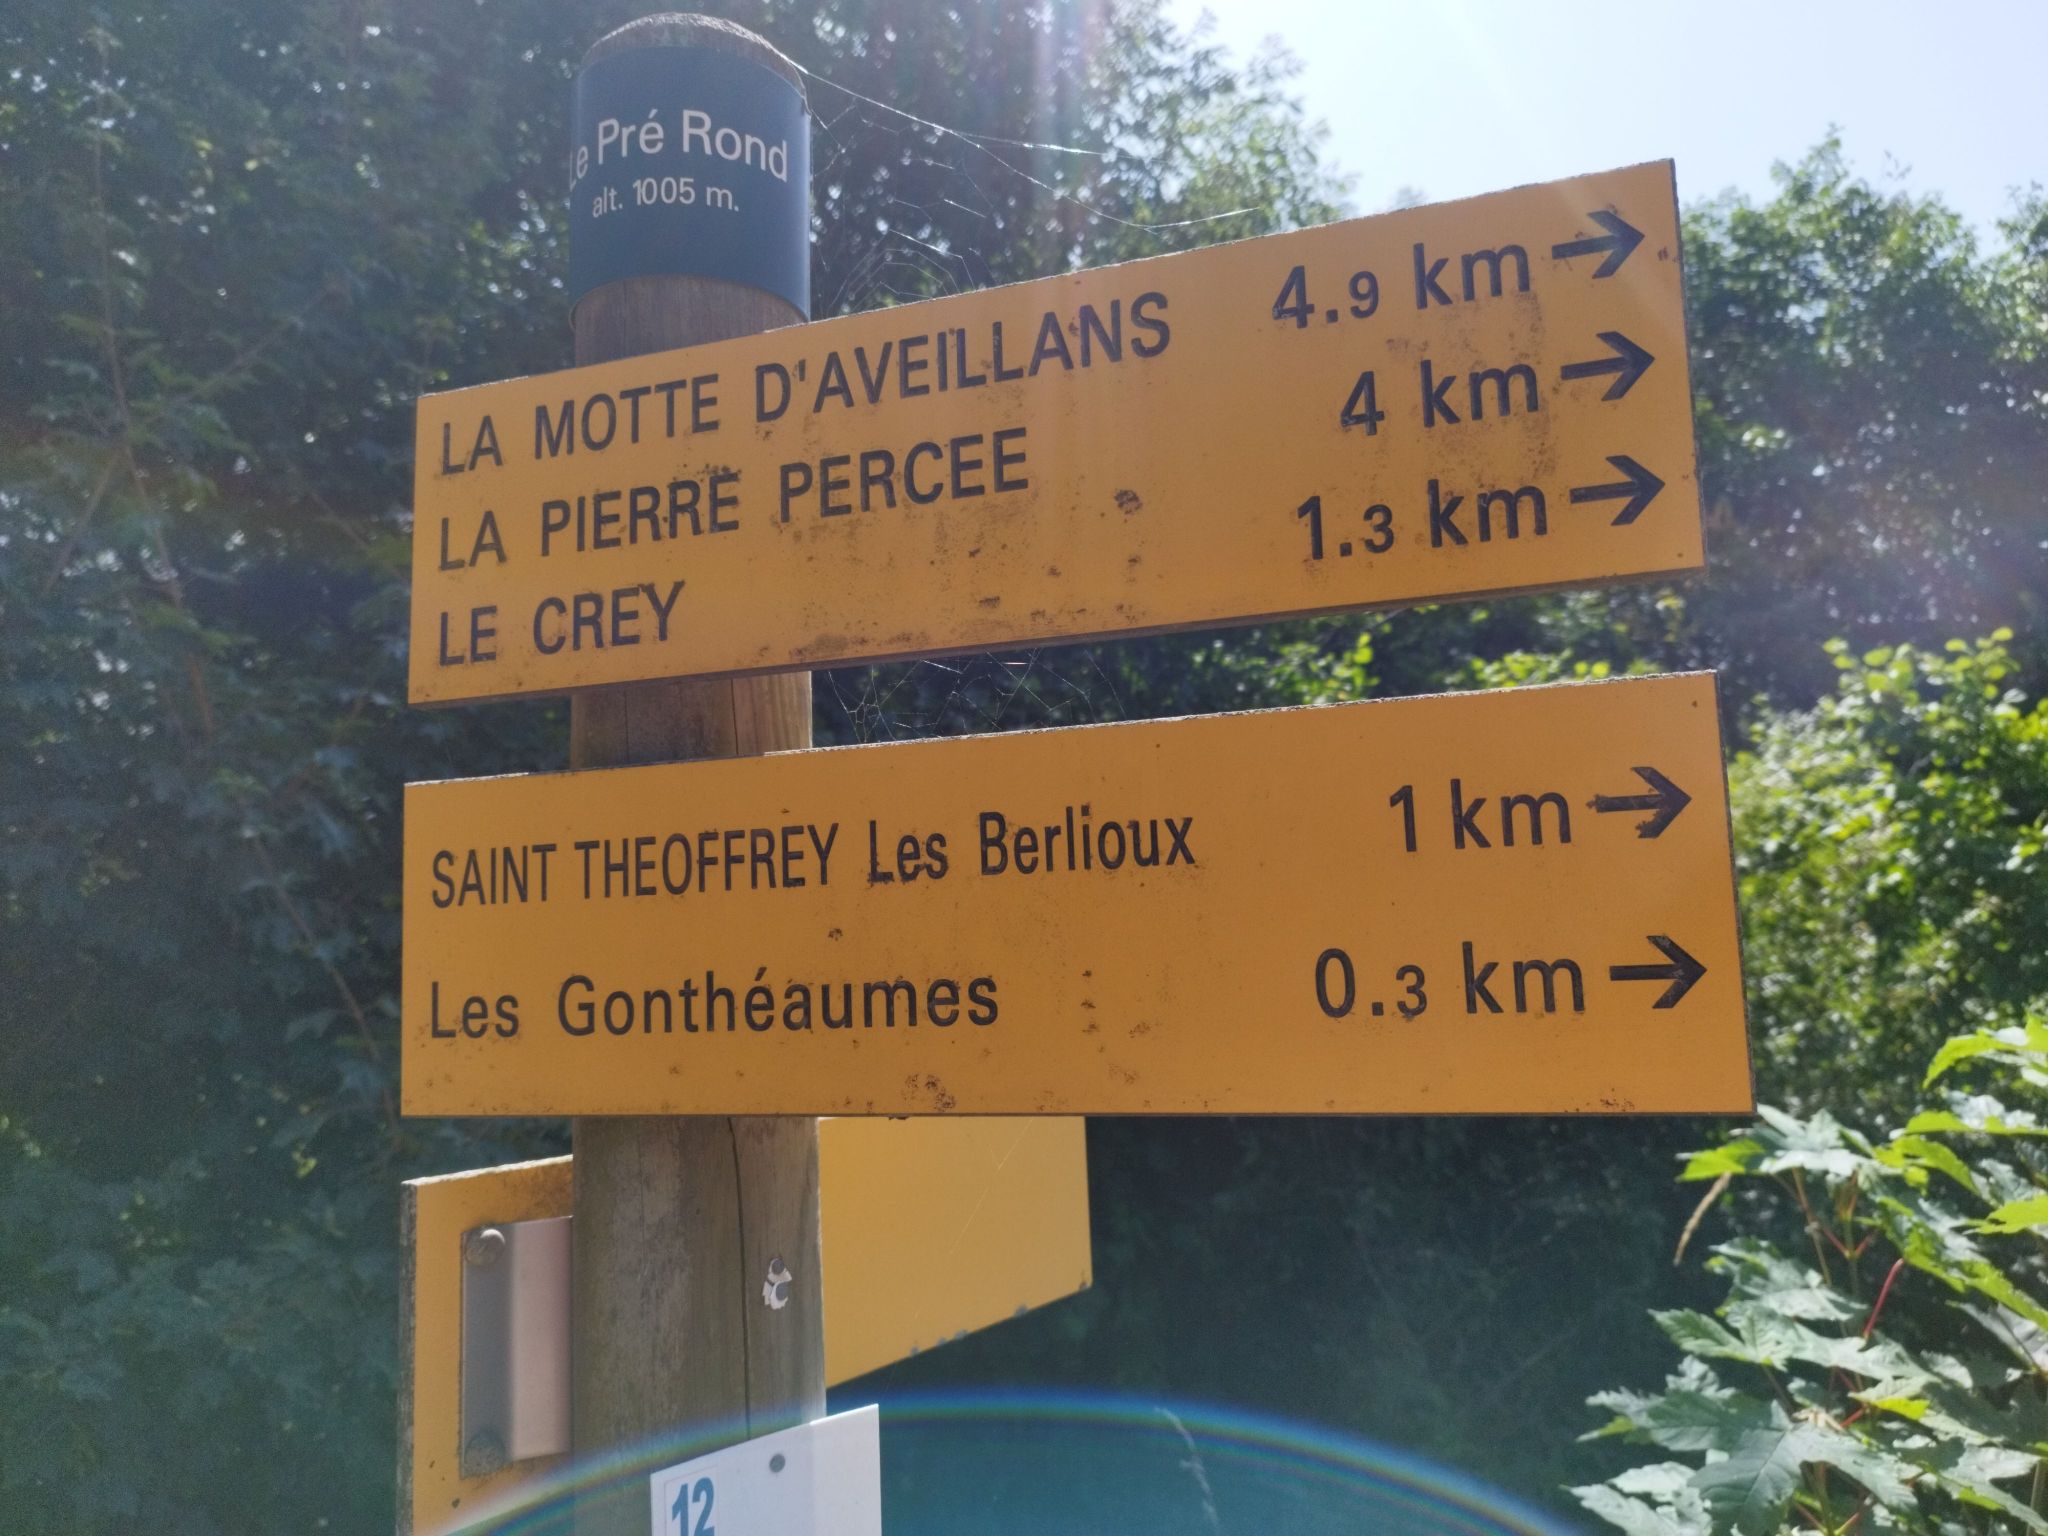 Le Pré Rond
alt. 1005 m.
LA MOTTE D'AVEILLANS 4.9 km →
LA PIERRE PERCEE 4 km →
LE CREY 1.3 km →
SAINT THEOFFREY Les Berlioux 1 km →
Les Gonthéaumes 0.3 km →
12